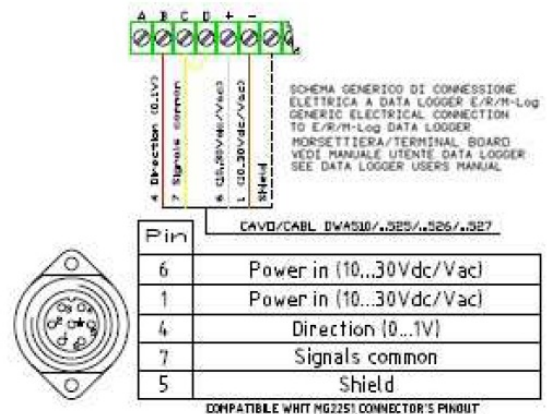 A B C D + -
4 Direction (0.1V)
7 Signals common
6 (10.30Vdc/Vac)
1 (10.30Vdc/Vac)
Shield
SCHEMA GENERICO DI CONNESSIONE
ELETTRICA A DATA LOGGER E/R/M-Log
GENERIC ELECTRICAL CONNECTION
TO E/R/M-Log DATA LOGGER
MORSETTIERA/TERMINAL BOARD
VEDI MANUALE UTENTE DATA LOGGER
SEE DATA LOGGER USERS MANUAL
CAVO/CABL DWA510/..525/..526/..527
Pin
6 Power in (10...30Vdc/Vac)
1 Power in (10...30Vdc/Vac)
4 Direction (0...1V)
7 Signals common
5 Shield
COMPATIBILE WHIT MG2251 CONNECTOR'S PINOUT